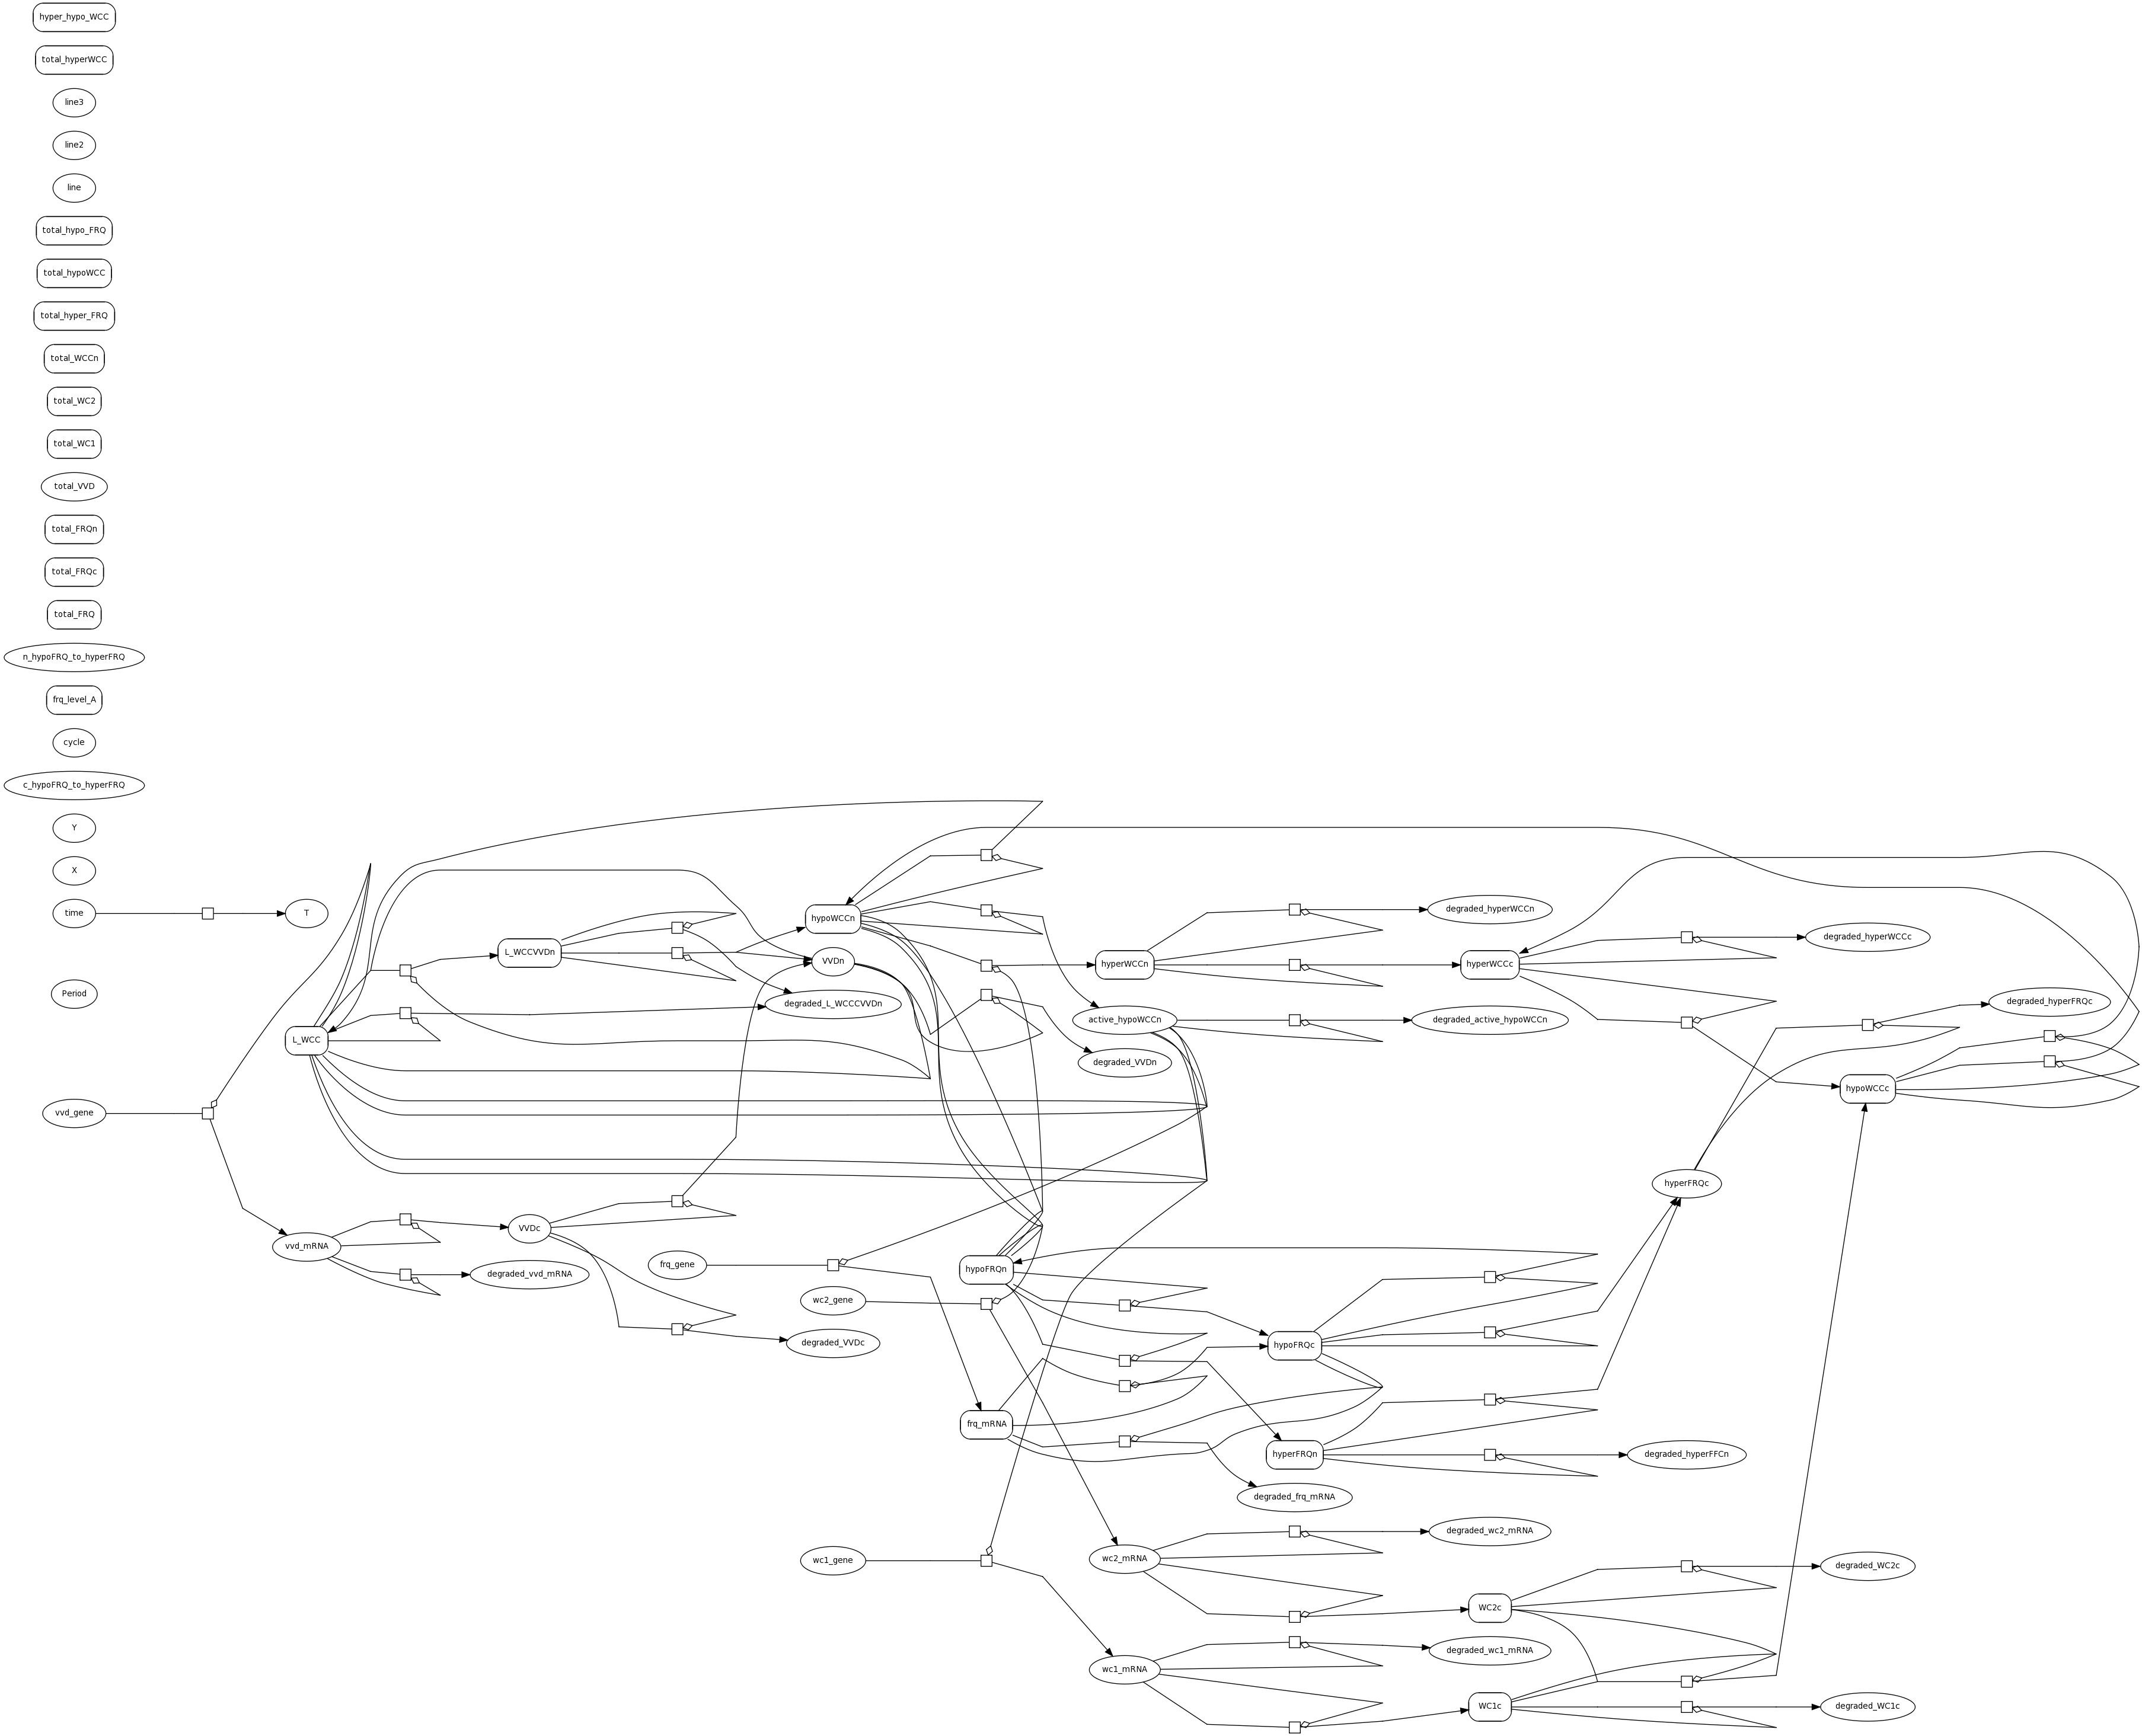 hyper_hypo_WCC
total_hyperWCC
line3
line2
line
total_hypo_FRQ
total_hypoWCC
total_hyper_FRQ
total_WCCn
total_WC2
total_WC1
total_VVD
total_FRQn
total_FRQc
total_FRQ
n_hypoFRQ_to_hyperFRQ
frq_level_A
cycle
c_hypoFRQ_to_hyperFRQ
Y
X
time
T
Period
vvd_gene
L_WCC
vvd_mRNA
L_WCCVVDn
VVDc
degraded_vvd_mRNA
hypoWCCn
VVDn
degraded_L_WCCCVVDn
frq_gene
wc2_gene
degraded_VVDc
wc1_gene
hypoFRQn
frq_mRNA
hyperWCCn
active_hypoWCCn
degraded_VVDn
wc2_mRNA
wc1_mRNA
hypoFRQc
hyperFRQn
degraded_frq_mRNA
degraded_hyperWCCn
hyperWCCc
degraded_active_hypoWCCn
degraded_wc2_mRNA
WC2c
degraded_wc1_mRNA
WC1c
hyperFRQc
degraded_hyperFFCn
degraded_hyperWCCc
degraded_hyperFRQc
hypoWCCc
degraded_WC2c
degraded_WC1c